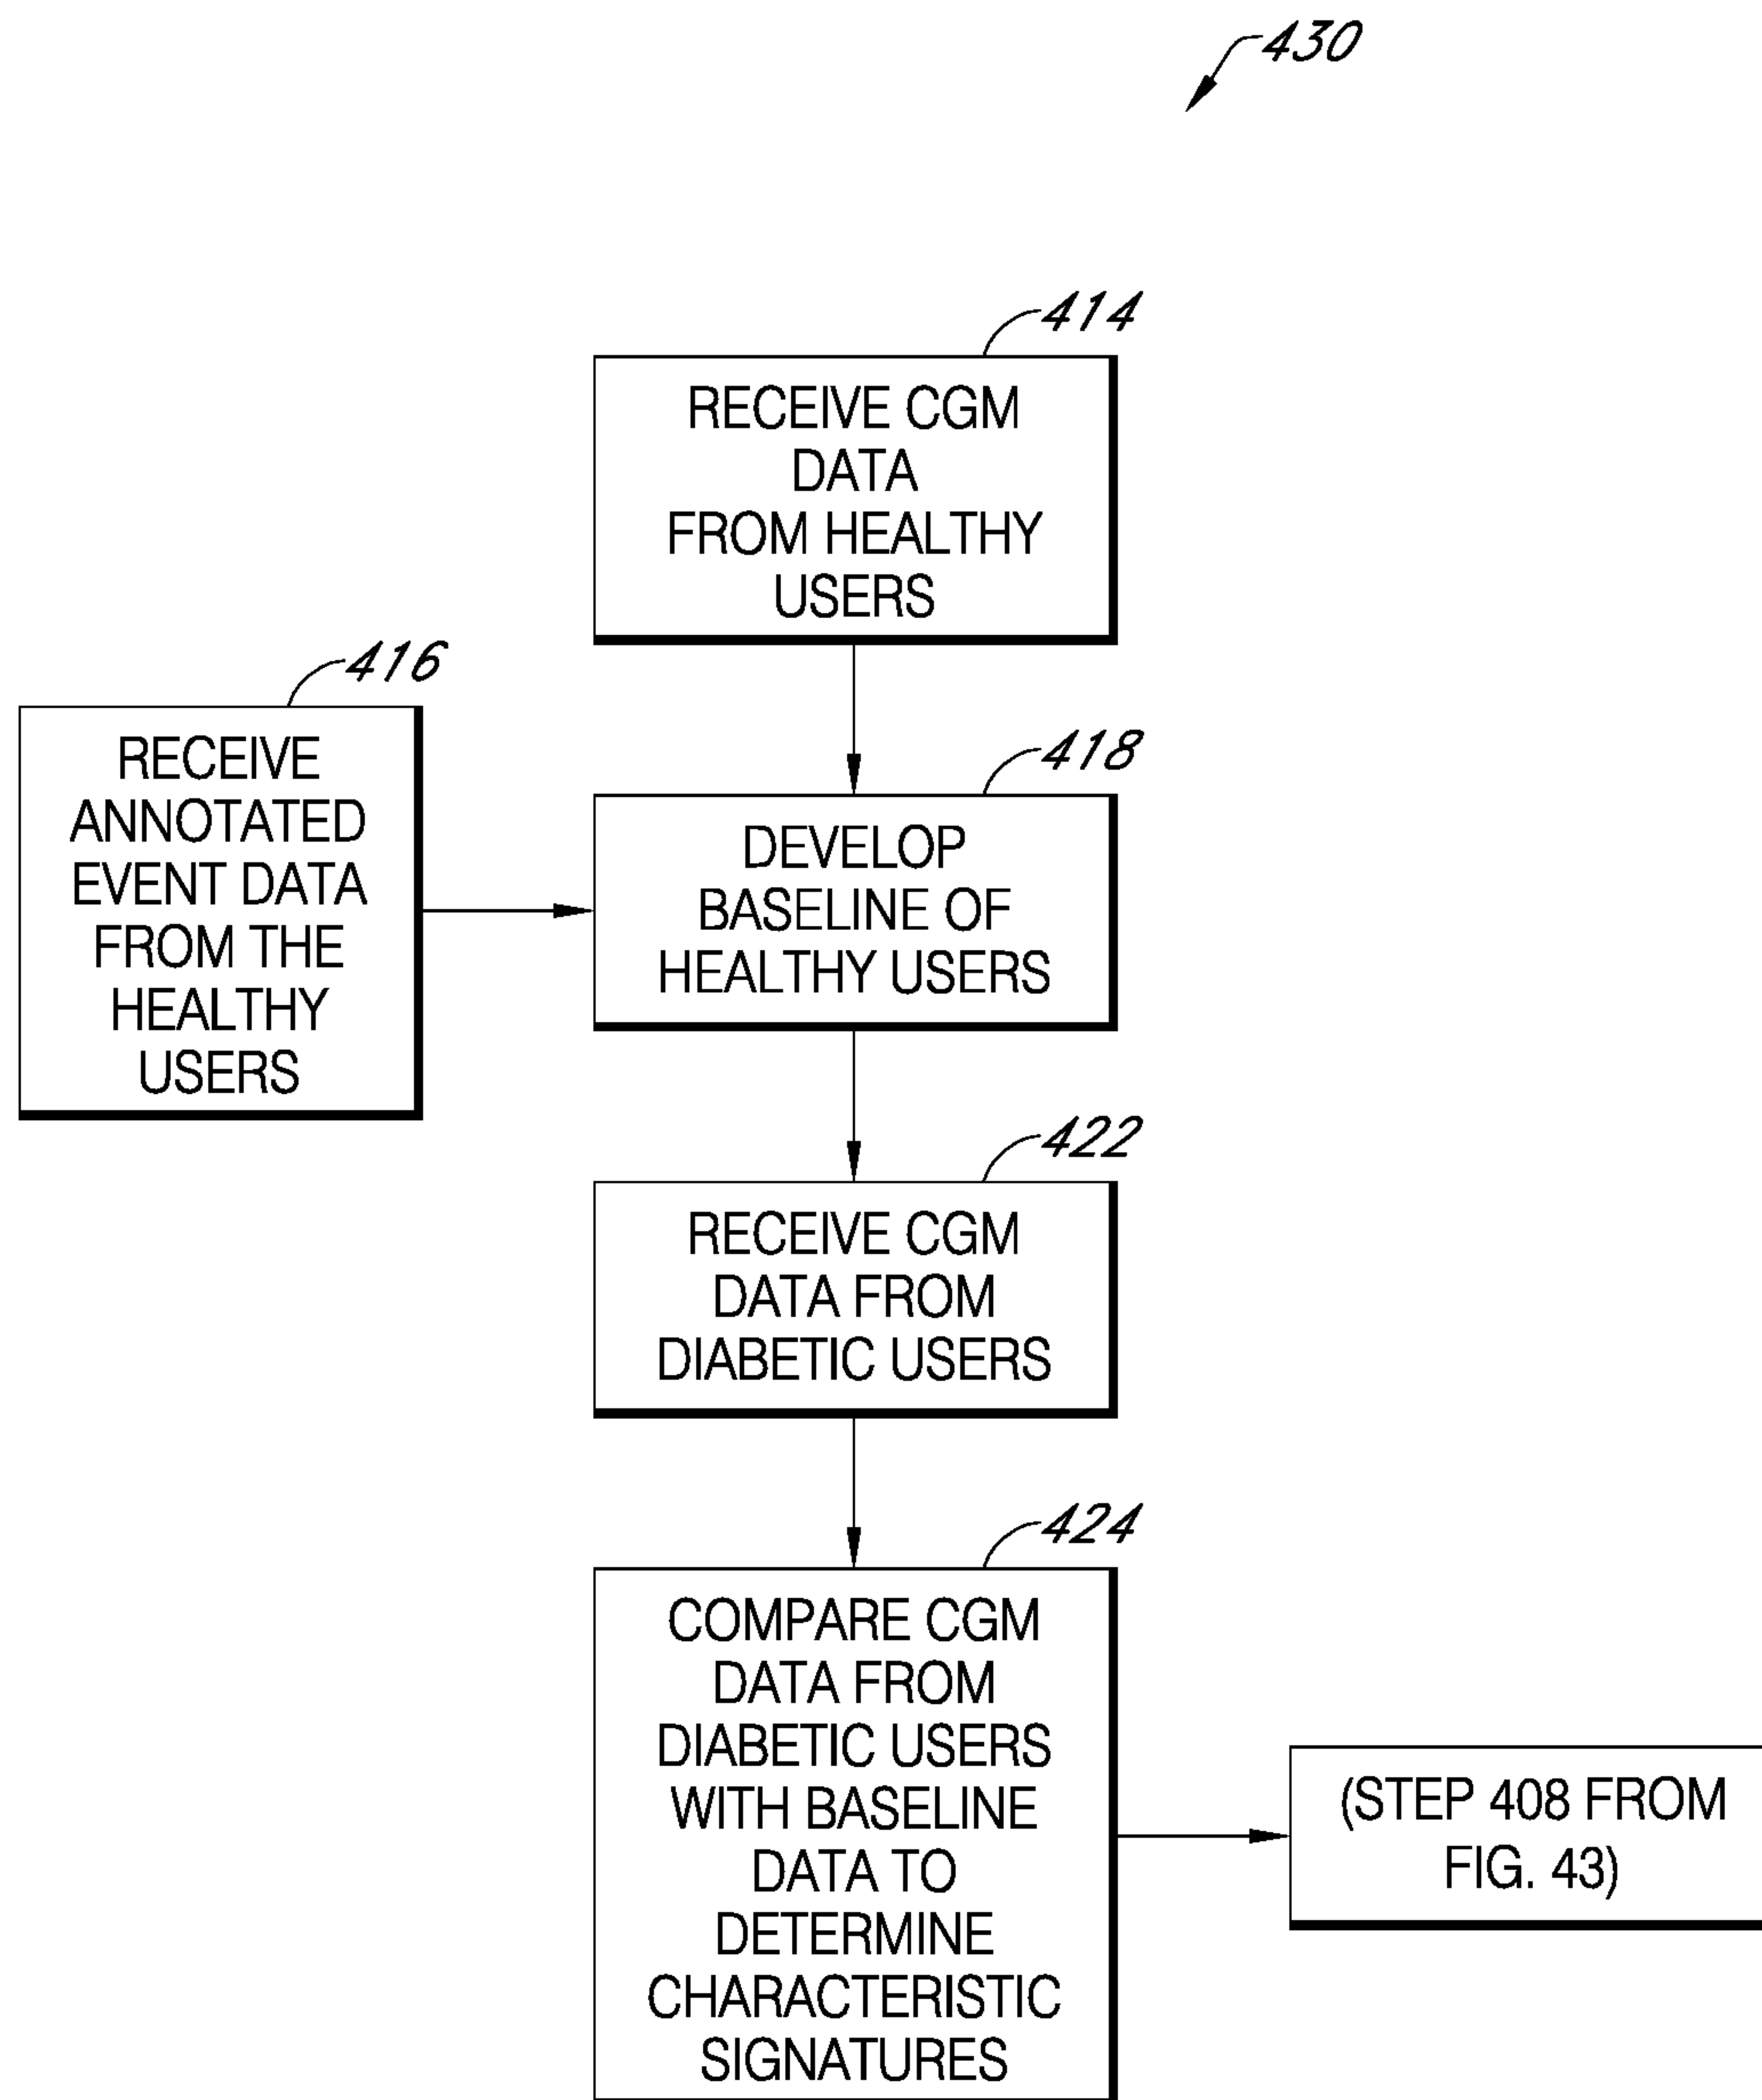 430
414
RECEIVE CGM
DATA
FROM HEALTHY
USERS
416
RECEIVE
ANNOTATED
EVENT DATA
FROM THE
HEALTHY
USERS
418
DEVELOP
BASELINE OF
HEALTHY USERS
422
RECEIVE CGM
DATA FROM
DIABETIC USERS
424
COMPARE CGM
DATA FROM
DIABETIC USERS
WITH BASELINE
DATA TO
DETERMINE
CHARACTERISTIC
SIGNATURES
(STEP 408 FROM
FIG. 43)